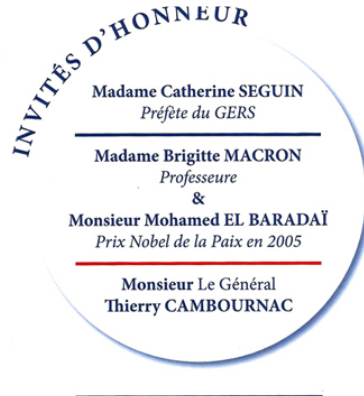 INVITÉS D'HONNEUR
Madame Catherine SEGUIN
Préfète du GERS
Madame Brigitte MACRON
Professeure
&
Monsieur Mohamed EL BARADAÏ
Prix Nobel de la Paix en 2005
Monsieur Le Général
Thierry CAMBOURNAC